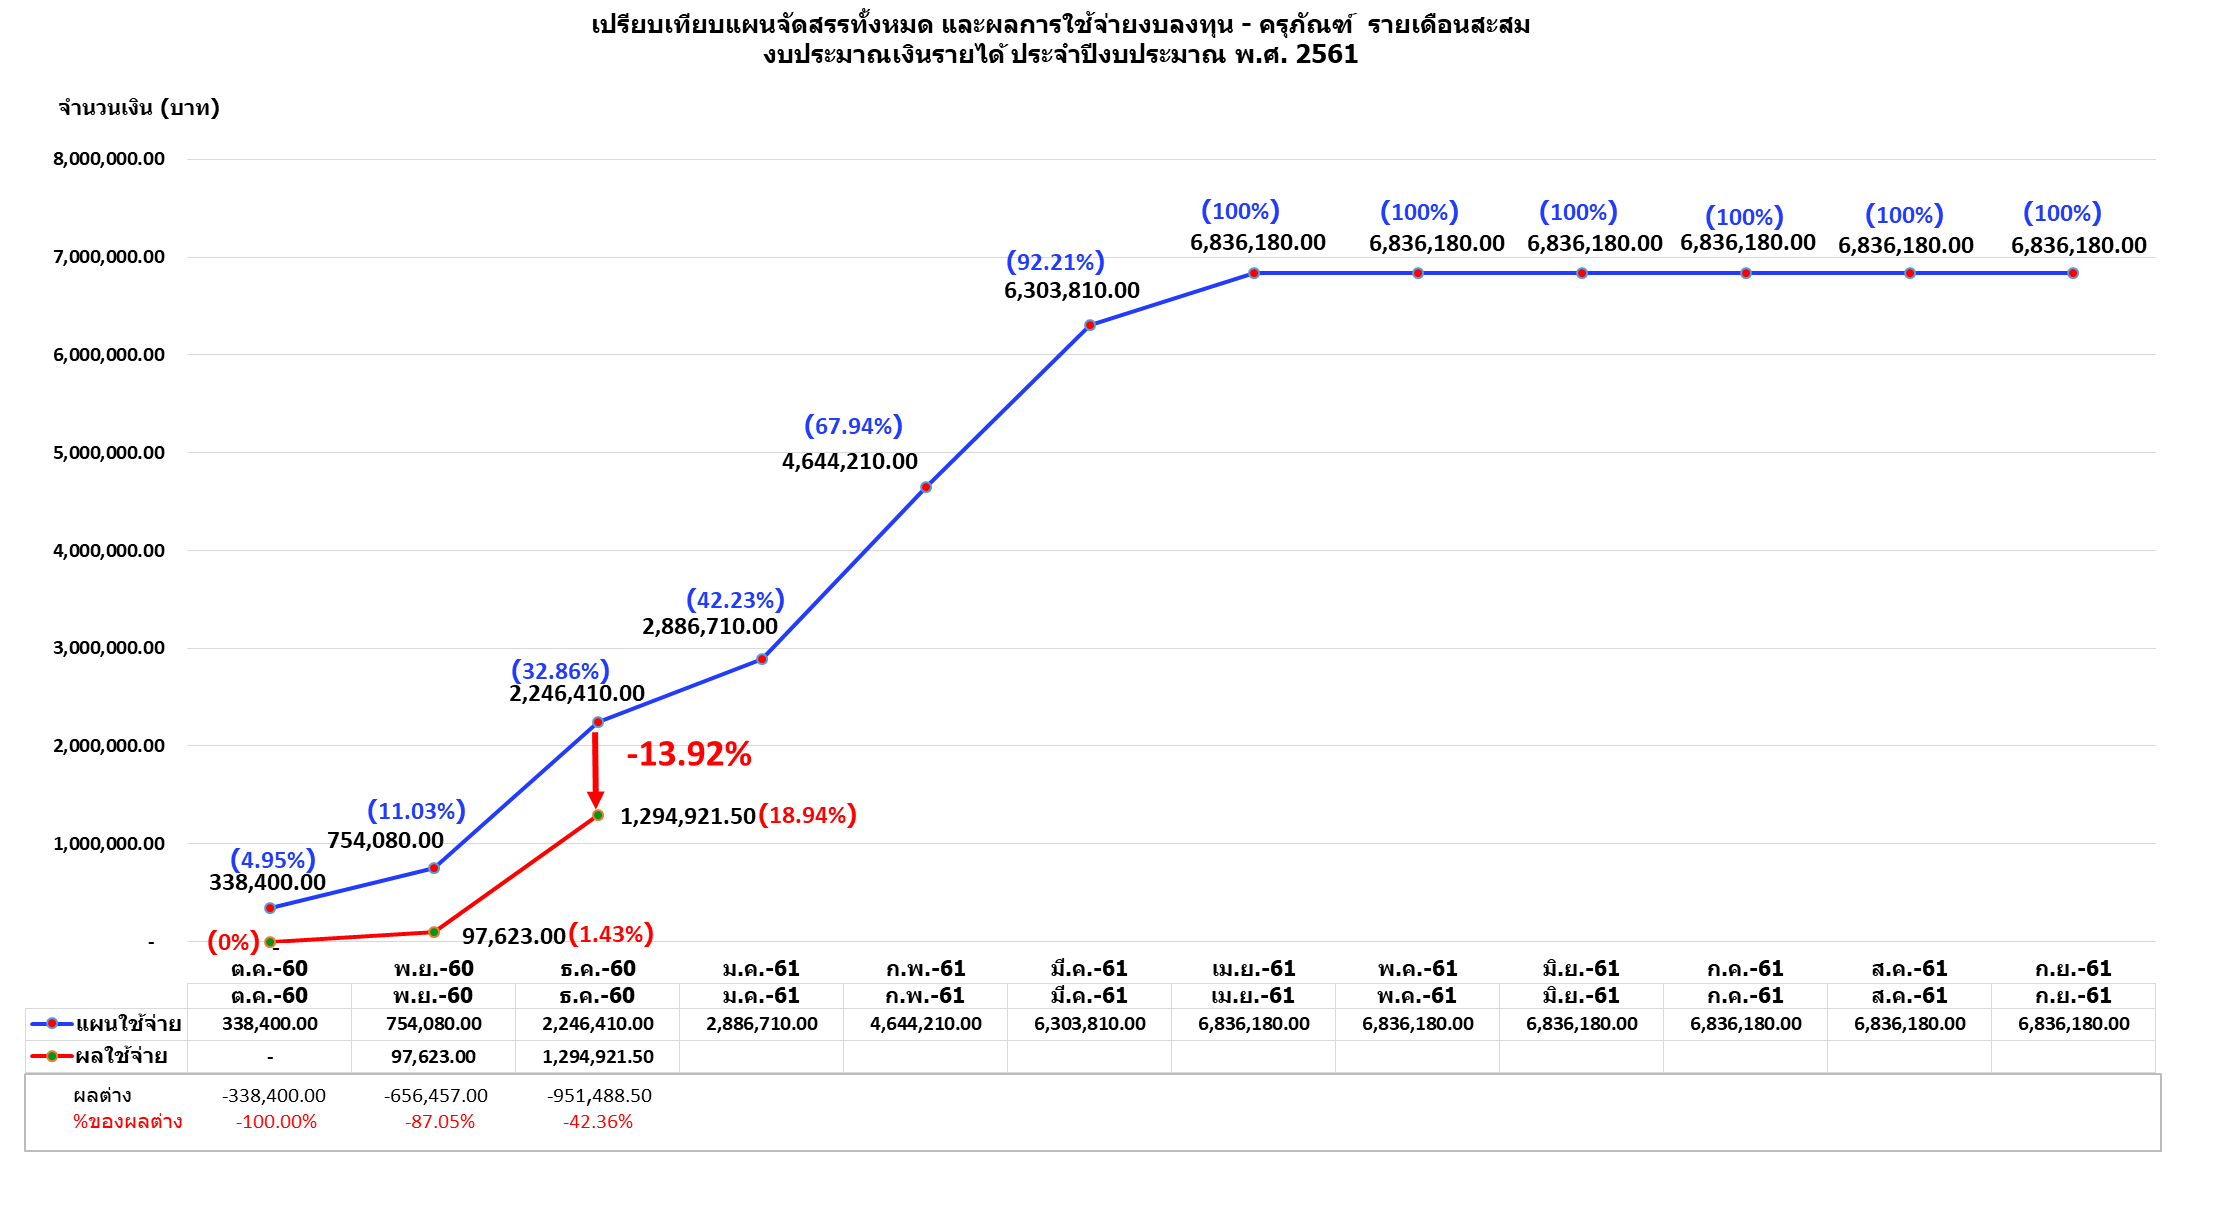 เปรียบเทียบแผนจัดสรรทั้งหมด และผลการใช้จ่ายงบลงทุน - ครุภัณฑ์ รายเดือนสะสม
งบประมาณเงินรายได้ ประจำปีงบประมาณ พ.ศ. 2561
จำนวนเงิน (บาท)
8,000,000.00
7,000,000.00
6,000,000.00
5,000,000.00
4,000,000.00
3,000,000.00
2,000,000.00
1,000,000.00
-
(4.95%)
338,400.00
(11.03%)
754,080.00
(32.86%)
2,246,410.00
(42.23%)
2,886,710.00
(67.94%)
4,644,210.00
(92.21%)
6,303,810.00
(100%) (100%) (100%) (100%) (100%) (100%)
6,836,180.00 6,836,180.00 6,836,180.00 6,836,180.00 6,836,180.00 6,836,180.00
-13.92%
1,294,921.50 (18.94%)
97,623.00 (1.43%)
(0%) -
ต.ค.-60 พ.ย.-60 ธ.ค.-60 ม.ค.-61 ก.พ.-61 มี.ค.-61 เม.ย.-61 พ.ค.-61 มิ.ย.-61 ก.ค.-61 ส.ค.-61 ก.ย.-61
ต.ค.-60 พ.ย.-60 ธ.ค.-60 ม.ค.-61 ก.พ.-61 มี.ค.-61 เม.ย.-61 พ.ค.-61 มิ.ย.-61 ก.ค.-61 ส.ค.-61 ก.ย.-61
แผนใช้จ่าย 338,400.00 754,080.00 2,246,410.00 2,886,710.00 4,644,210.00 6,303,810.00 6,836,180.00 6,836,180.00 6,836,180.00 6,836,180.00 6,836,180.00 6,836,180.00
ผลใช้จ่าย - 97,623.00 1,294,921.50
ผลต่าง -338,400.00 -656,457.00 -951,488.50
%ของผลต่าง -100.00% -87.05% -42.36%